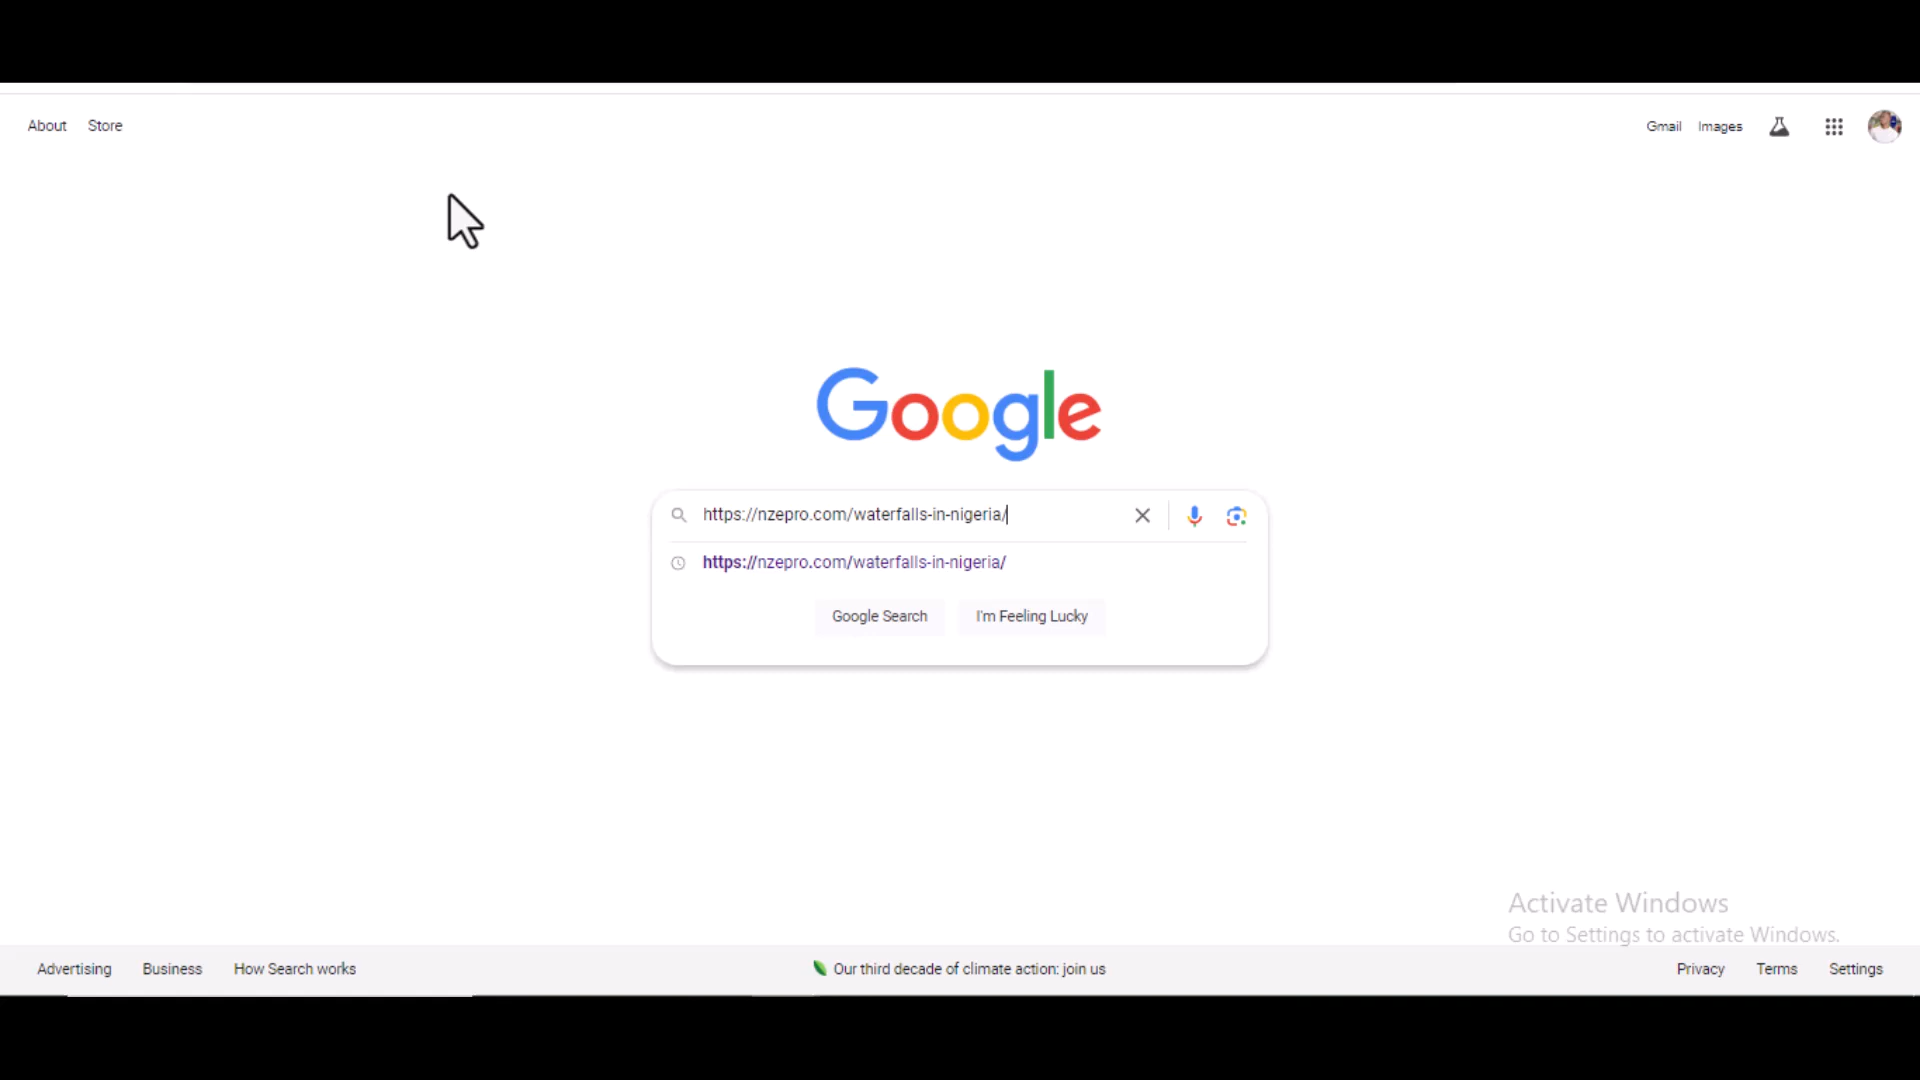 About Store
Gmail Images
Google
https://nzepro.com/waterfalls-in-nigeria/
https://nzepro.com/waterfalls-in-nigeria/
Google Search I'm Feeling Lucky
Activate Windows
Go to Settings to activate Windows.
Advertising Business How Search works Our third decade of climate action: join us Privacy Terms Settings